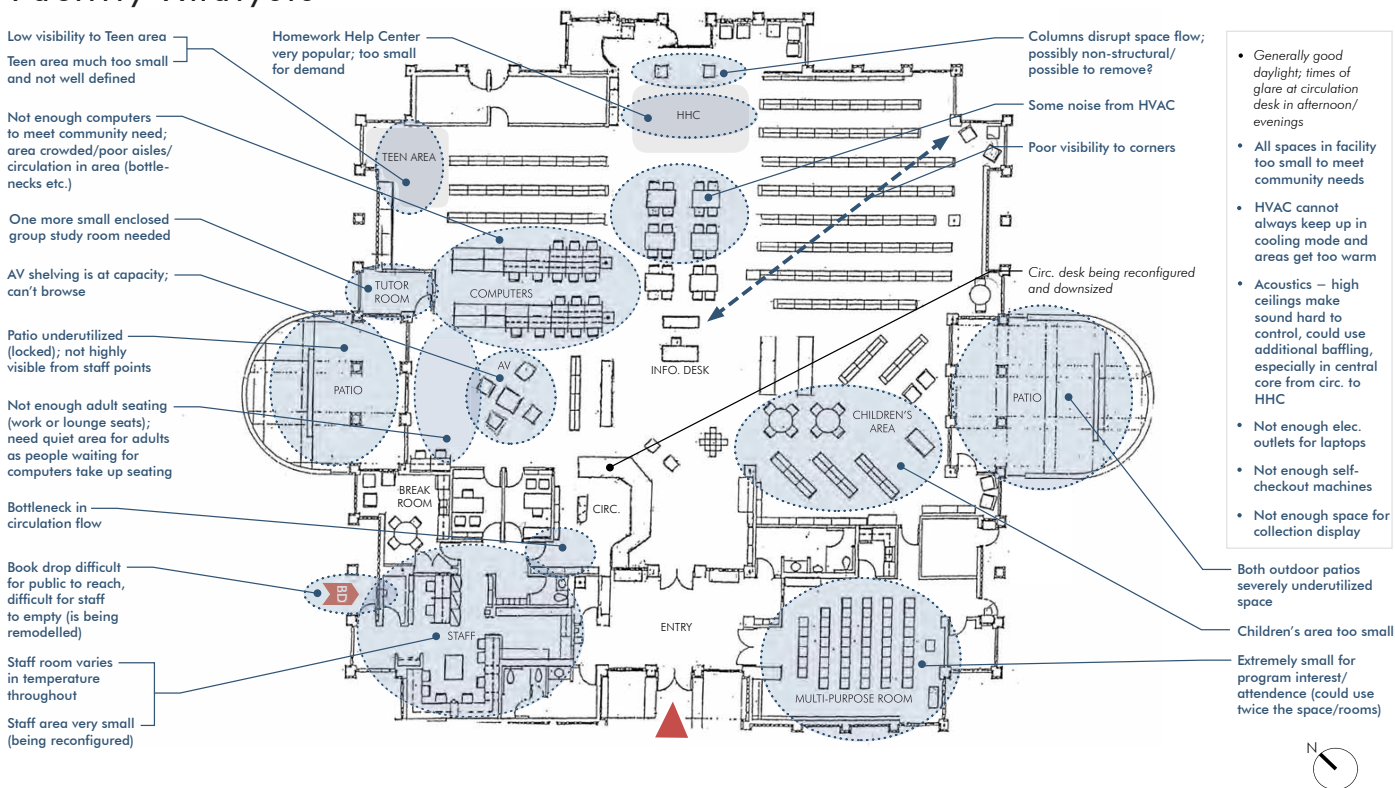 Facility Analysis
Low visibility to Teen area
Teen area much too small
and not well defined
Not enough computers
to meet community need;
area crowded/poor aisles/
circulation in area (bottle-
necks etc.)
One more small enclosed
group study room needed
AV shelving is at capacity;
can't browse
Patio underutilized
(locked); not highly
visible from staff points
Not enough adult seating
(work or lounge seats);
need quiet area for adults
as people waiting for
computers take up seating
Bottleneck in
circulation flow
Book drop difficult
for public to reach,
difficult for staff
to empty (is being
remodelled)
Staff room varies
in temperature
throughout
Staff area very small
(being reconfigured)
Homework Help Center
very popular; too small
for demand
HHC
TEEN AREA
TUTOR
ROOM
COMPUTERS
AV
INFO. DESK
PATIO
CHILDREN'S
AREA
PATIO
BREAK
ROOM
CIRC.
BD
STAFF
ENTRY
MULTI-PURPOSE ROOM
Columns disrupt space flow;
possibly non-structural/
possible to remove?
Some noise from HVAC
Poor visibility to corners
Circ. desk being reconfigured
and downsized
• Generally good
daylight; times of
glare at circulation
desk in afternoon/
evenings
• All spaces in facility
too small to meet
community needs
• HVAC cannot
always keep up in
cooling mode and
areas get too warm
• Acoustics – high
ceilings make
sound hard to
control, could use
additional baffling,
especially in central
core from circ. to
HHC
• Not enough elec.
outlets for laptops
• Not enough self-
checkout machines
• Not enough space for
collection display
Both outdoor patios
severely underutilized
space
Children's area too small
Extremely small for
program interest/
attendence (could use
twice the space/rooms)
N